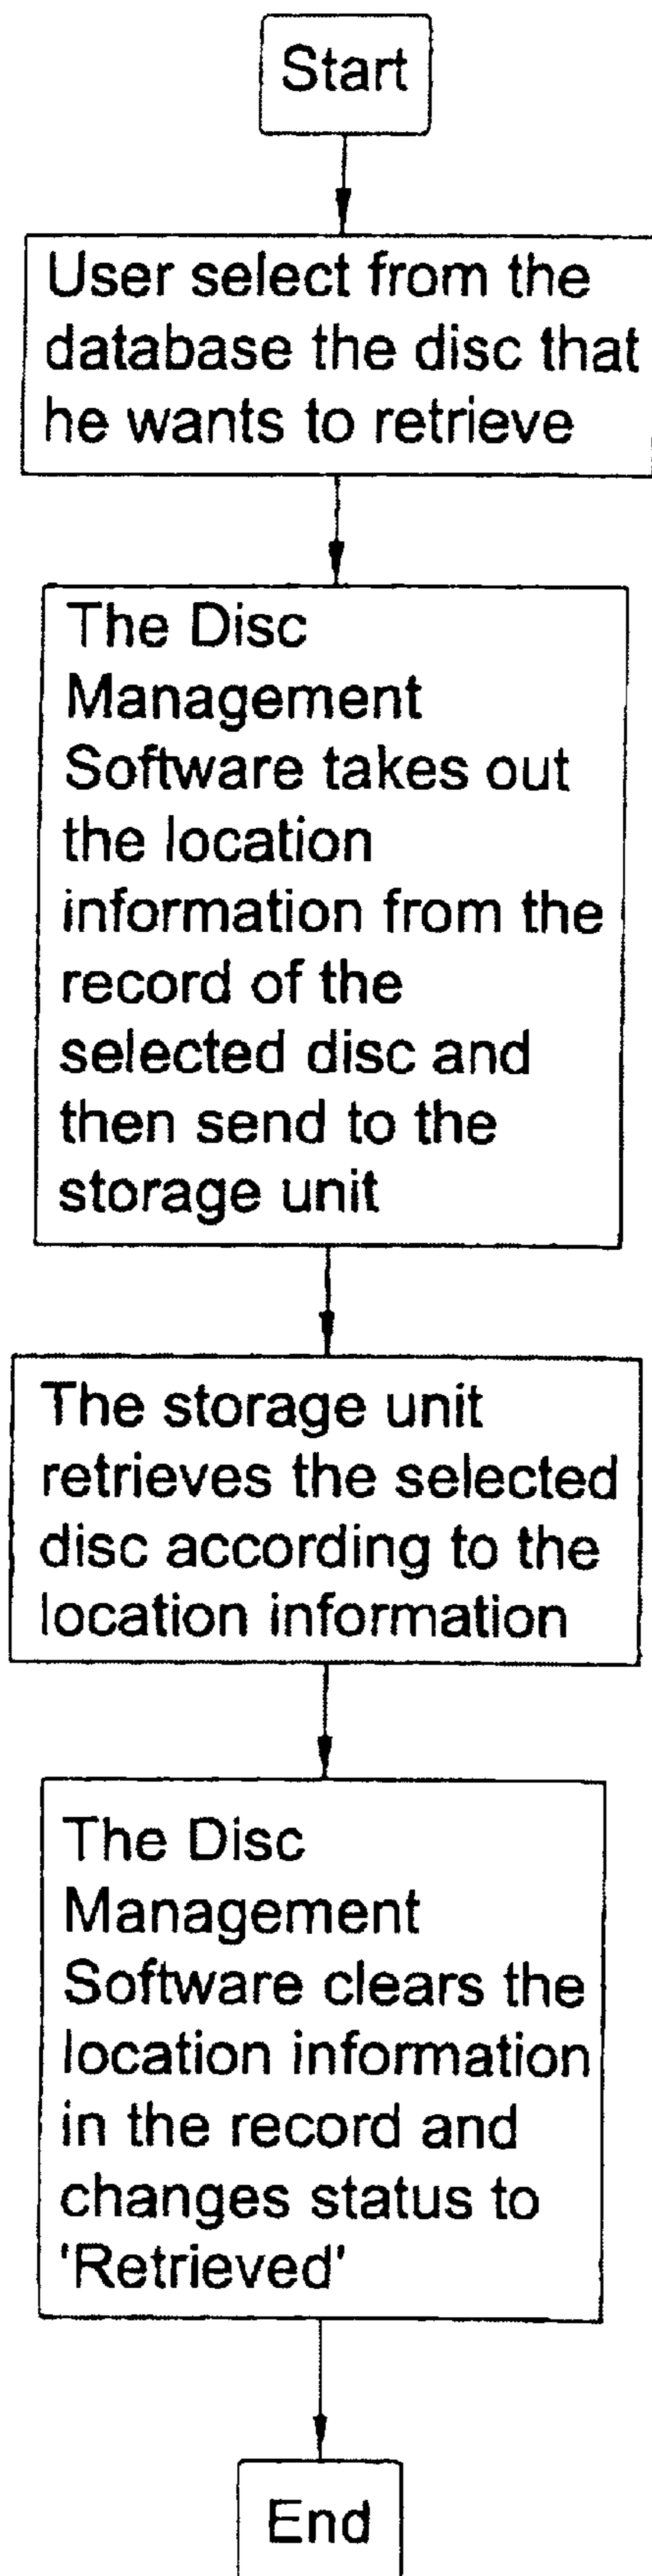 Start
User select from the
database the disc that
he wants to retrieve
The Disc
Management
Software takes out
the location
information from the
record of the
selected disc and
then send to the
storage unit
The storage unit
retrieves the selected
disc according to the
location information
The Disc
Management
Software clears the
location information
in the record and
changes status to
'Retrieved'
End